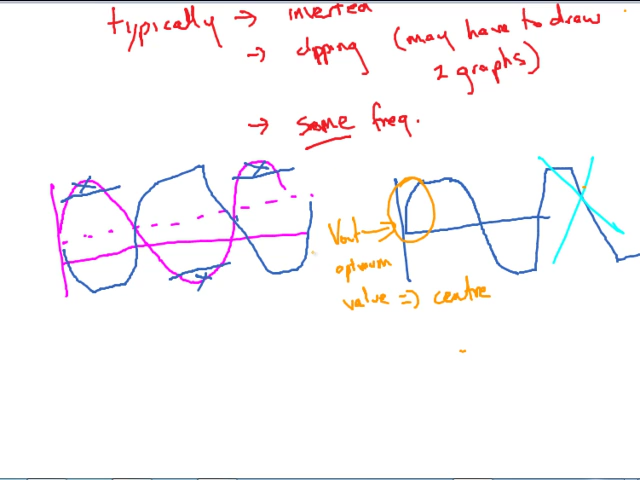 typically → inverted
→ clipping (may have to draw
2 graphs)
→ same freq.
Vout →
optimum
value ⇒ centre